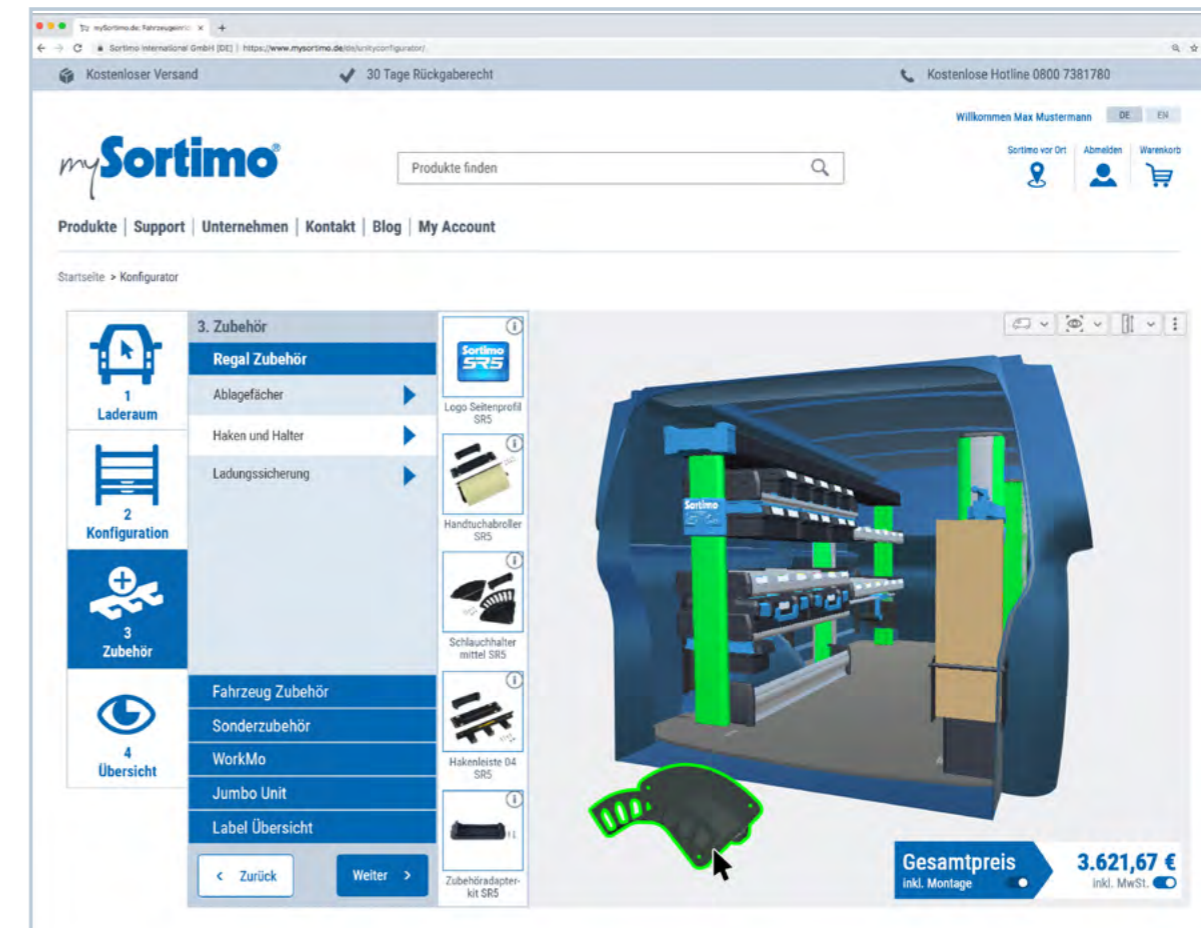 mySortimo.de: Fahrzeugeinric
Sortimo International GmbH [DE] | https://www.mysortimo.de/de/unityconfigurator/
Kostenloser Versand
30 Tage Rückgaberecht
Kostenlose Hotline 0800 7381780
Willkommen Max Mustermann
DE
EN
mySortimo®
Produkte finden
Sortimo vor Ort
Abmelden
Warenkorb
Produkte | Support | Unternehmen | Kontakt | Blog | My Account
Startseite > Konfigurator
1
Laderaum
2
Konfiguration
3
Zubehör
4
Übersicht
3. Zubehör
Regal Zubehör
Ablagefächer
Haken und Halter
Ladungssicherung
Fahrzeug Zubehör
Sonderzubehör
WorkMo
Jumbo Unit
Label Übersicht
< Zurück
Weiter >
Sortimo
SR5
Logo Seitenprofil
SR5
Handtuchabroller
SR5
Schlauchhalter
mittel SR5
Hakenleiste 04
SR5
Zubehöradapter-
kit SR5
Sortimo
Gesamtpreis
inkl. Montage
3.621,67 €
inkl. MwSt.